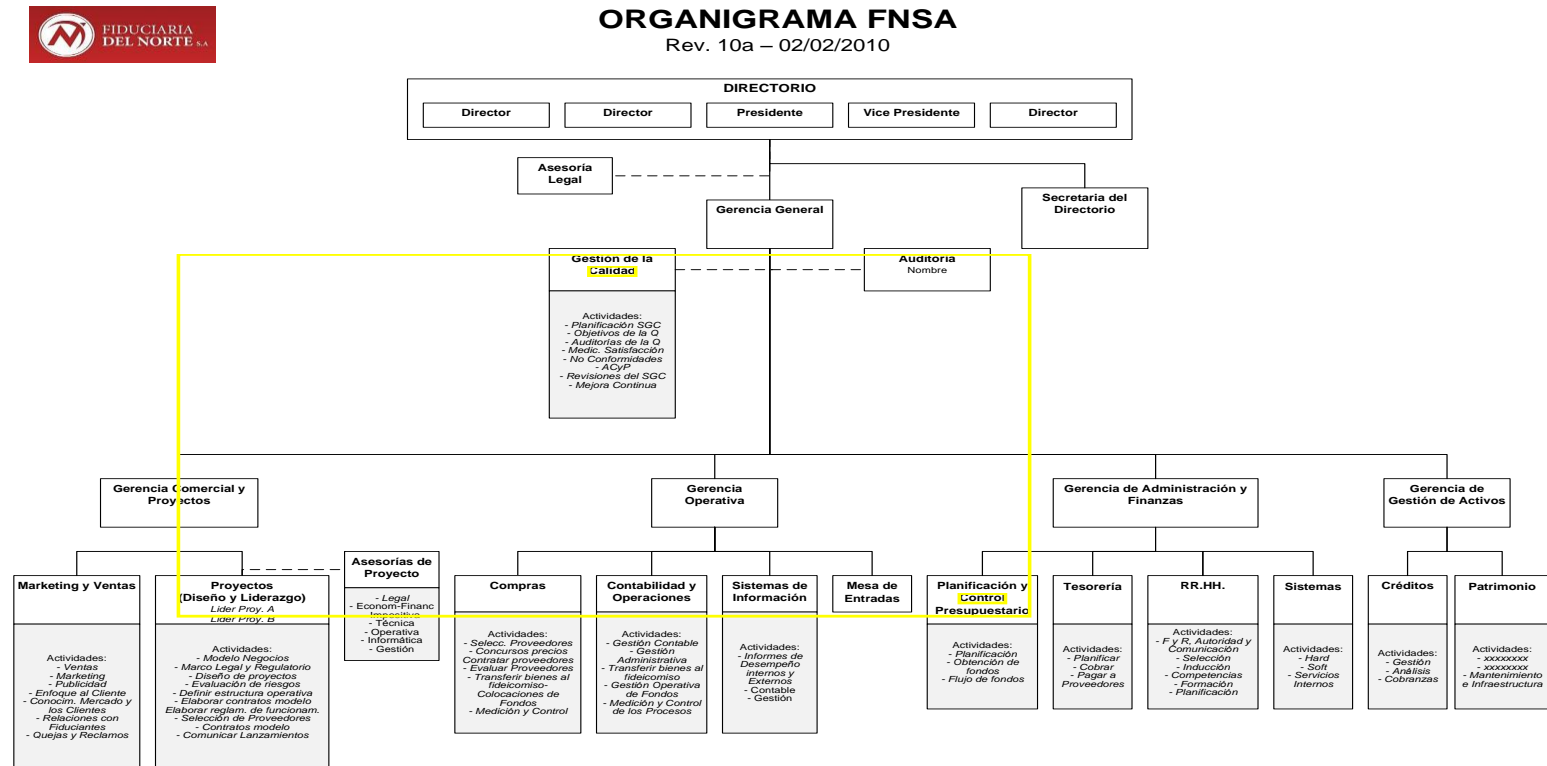 FIDUCIARIA
DEL NORTE S.A
ORGANIGRAMA FNSA
Rev. 10a – 02/02/2010
DIRECTORIO
Director
Director
Presidente
Vice Presidente
Director
Asesoría
Legal
Secretaria del
Directorio
Gerencia General
Gestión de la
Calidad
Auditoría
Nombre
Actividades:
- Planificación SGC
- Objetivos de la Q
- Auditorías de la Q
- Medic. Satisfacción
- No Conformidades
- ACyP
- Revisiones del SGC
- Mejora Continua
Gerencia Comercial y
Proyectos
Gerencia
Operativa
Gerencia de Administración y
Finanzas
Gerencia de
Gestión de Activos
Marketing y Ventas
Actividades:
- Ventas
- Marketing
- Publicidad
- Enfoque al Cliente
- Conocim. Mercado y
los Clientes
- Relaciones con
Fiduciantes
- Quejas y Reclamos
Proyectos
(Diseño y Liderazgo)
Lider Proy. A
Lider Proy. B
Actividades:
- Modelo Negocios
- Marco Legal y Regulatorio
- Diseño de proyectos
- Evaluación de riesgos
- Definir estructura operativa
- Elaborar contratos modelo
Elaborar reglam. de funcionam.
- Selección de Proveedores
- Contratos modelo
- Comunicar Lanzamientos
Asesorías de
Proyecto
- Legal
- Econom-Financ
Impositiva
- Técnica
- Operativa
- Informática
- Gestión
Compras
Actividades:
- Selecc. Proveedores
- Concursos precios
Contratar proveedores
- Evaluar Proveedores
- Transferir bienes al
fideicomiso-
Colocaciones de
Fondos
- Medición y Control
Contabilidad y
Operaciones
Actividades:
- Gestión Contable
- Gestión
Administrativa
- Transferir bienes al
fideicomiso
- Gestión Operativa
de Fondos
- Medición y Control
de los Procesos
Sistemas de
Información
Actividades:
- Informes de
Desempeño
internos y
Externos
- Contable
- Gestión
Mesa de
Entradas
Planificación y
Control
Presupuestario
Actividades:
- Planificación
- Obtención de
fondos
- Flujo de fondos
Tesorería
Actividades:
- Planificar
- Cobrar
- Pagar a
Proveedores
RR.HH.
Actividades:
- F y R, Autoridad y
Comunicación
- Selección
- Inducción
- Competencias
- Formación
- Planificación
Sistemas
Actividades:
- Hard
- Soft
- Servicios
Internos
Créditos
Actividades:
- Gestión
- Análisis
- Cobranzas
Patrimonio
Actividades:
- xxxxxxxx
- xxxxxxxx
- Mantenimiento
e Infraestructura